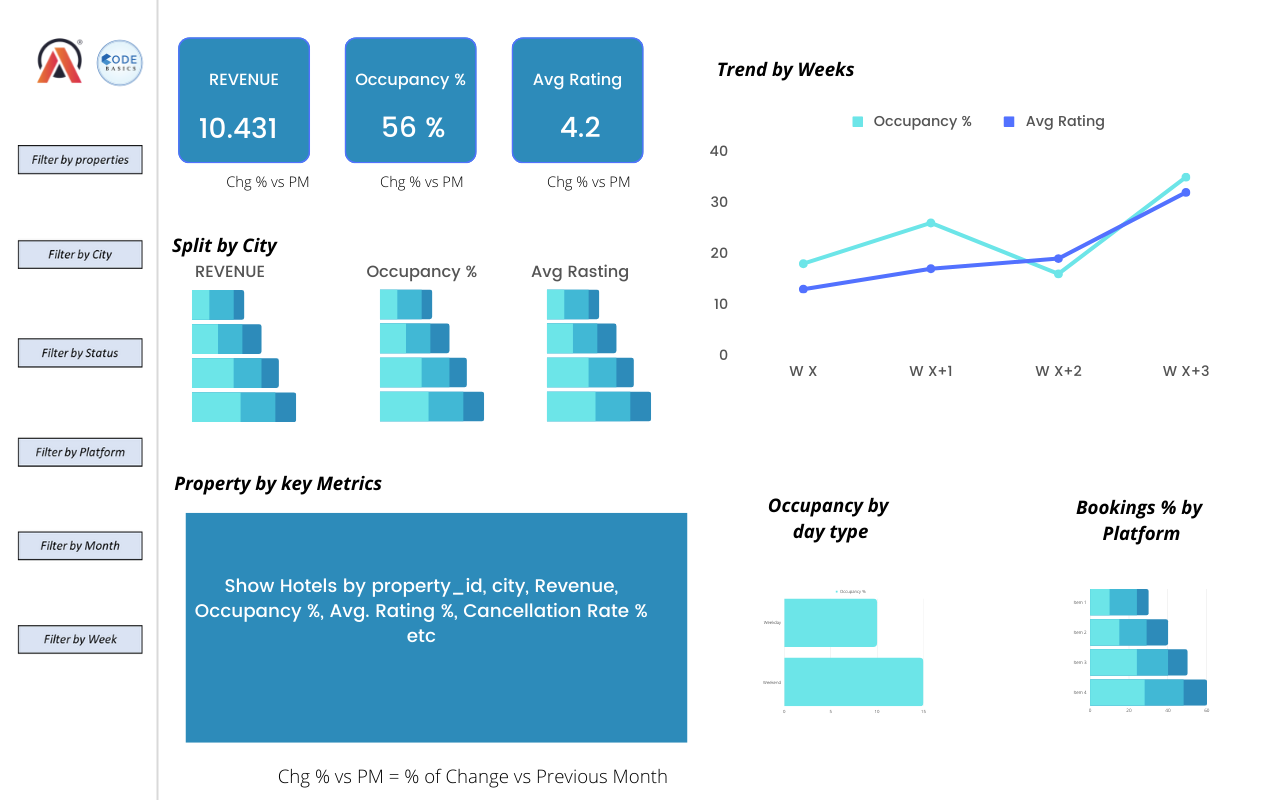 ®
CODE
BASICS
Filter by properties
Filter by City
Filter by Status
Filter by Platform
Filter by Month
Filter by Week
REVENUE
10.431
Chg % vs PM
Occupancy %
56 %
Chg % vs PM
Avg Rating
4.2
Chg % vs PM
Split by City
REVENUE
Occupancy %
Avg Rasting
Trend by Weeks
Occupancy %
Avg Rating
40
30
20
10
0
W X
W X+1
W X+2
W X+3
Property by key Metrics
Show Hotels by property_id, city, Revenue,
Occupancy %, Avg. Rating %, Cancellation Rate %
etc
Occupancy by
day type
Occupancy %
Weekday
Weekend
0
5
10
15
Bookings % by
Platform
Item 1
Item 2
Item 3
Item 4
0
20
40
60
Chg % vs PM = % of Change vs Previous Month